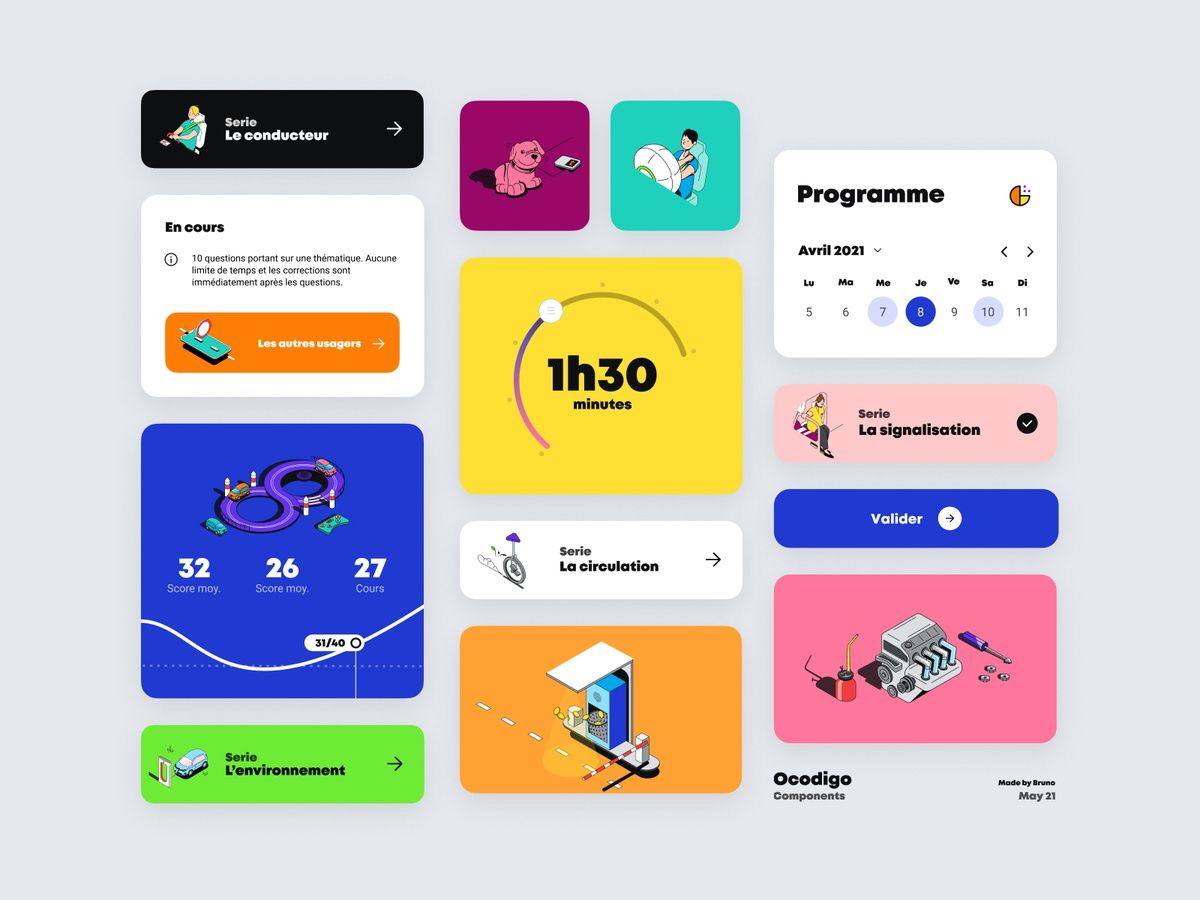 Serie
Le conducteur
En cours
10 questions portant sur une thématique. Aucune
limite de temps et les corrections sont
immédiatement après les questions.
Les autres usagers
32
Score moy.
26
Score moy.
27
Cours
31/40
Serie
L'environnement
1h30
minutes
Serie
La circulation
Programme
Avril 2021
Lu Ma Me Je Ve Sa Di
5 6 7 8 9 10 11
Serie
La signalisation
Valider
Ocodigo
Components
Made by Bruno
May 21